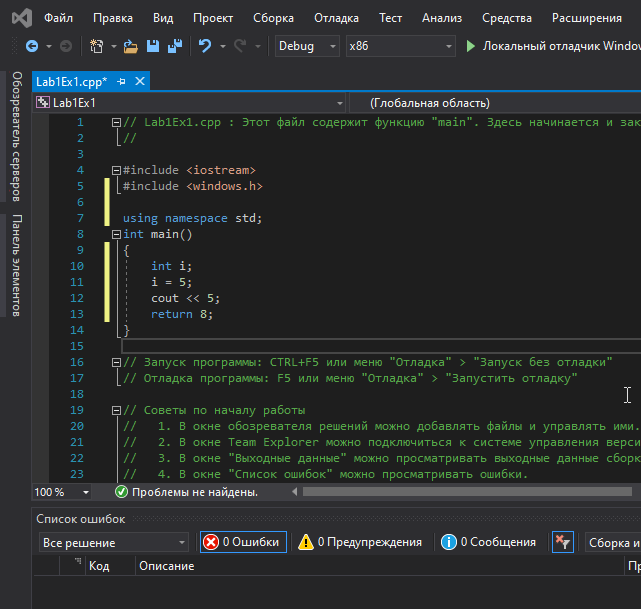 Файл Правка Вид Проект Сборка Отладка Тест Анализ Средства Расширения
Debug x86 Локальный отладчик Windo
Обозреватель серверов
Панель элементов
Lab1Ex1.cpp*
Lab1Ex1 (Глобальная область)
1 // Lab1Ex1.cpp : Этот файл содержит функцию "main". Здесь начинается и зак
2 //
3
4 #include <iostream>
5 #include <windows.h>
6
7 using namespace std;
8 int main()
9 {
10 int i;
11 i = 5;
12 cout << 5;
13 return 8;
14 }
15
16 // Запуск программы: CTRL+F5 или меню "Отладка" > "Запуск без отладки"
17 // Отладка программы: F5 или меню "Отладка" > "Запустить отладку"
18
19 // Советы по началу работы
20 // 1. В окне обозревателя решений можно добавлять файлы и управлять ими.
21 // 2. В окне Team Explorer можно подключиться к системе управления верси
22 // 3. В окне "Выходные данные" можно просматривать выходные данные сборк
23 // 4. В окне "Список ошибок" можно просматривать ошибки.
100 % Проблемы не найдены.
Список ошибок
Все решение 0 Ошибки 0 Предупреждения 0 Сообщения Сборка и
Код Описание Пр